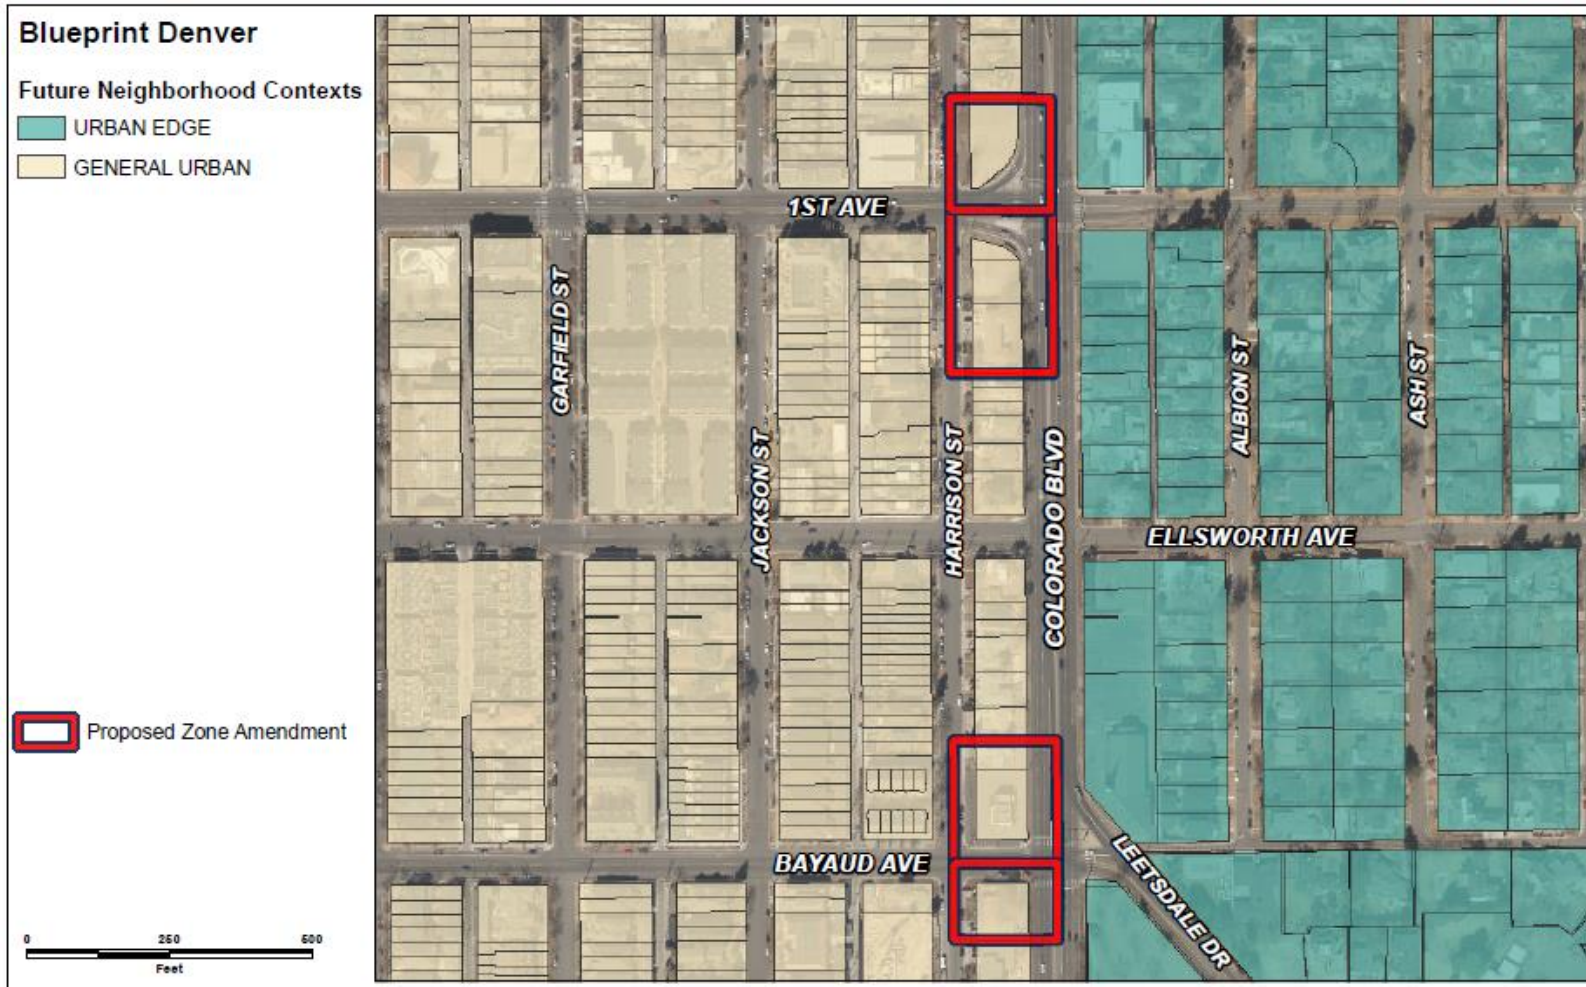 Blueprint Denver
Future Neighborhood Contexts
URBAN EDGE
GENERAL URBAN
1ST AVE
GARFIELD ST
JACKSON ST
HARRISON ST
COLORADO BLVD
ALBION ST
ASH ST
ELLSWORTH AVE
Proposed Zone Amendment
BAYAUD AVE
LEETSDALE DR
0 250 500
Feet